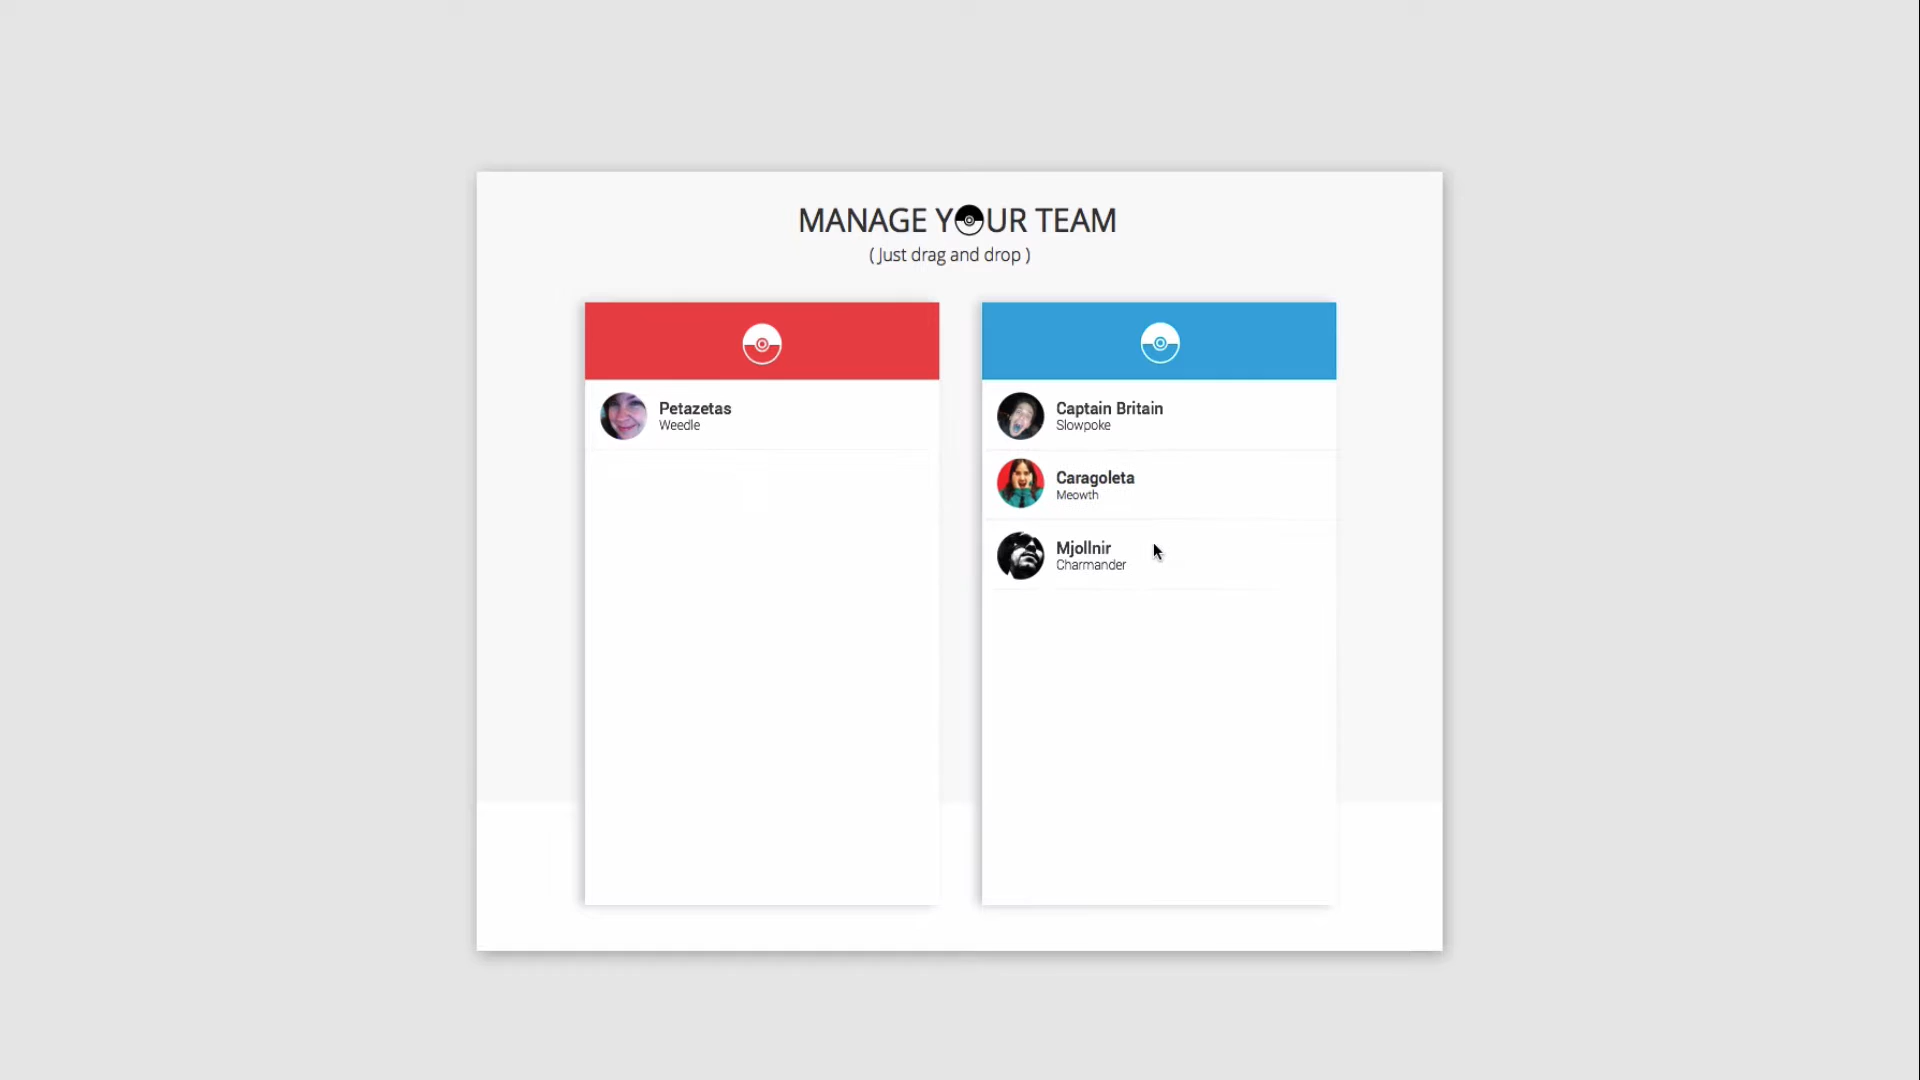 MANAGE YOUR TEAM
( Just drag and drop )
Petazetas
Weedle
Captain Britain
Slowpoke
Caragoleta
Meowth
Mjollnir
Charmander